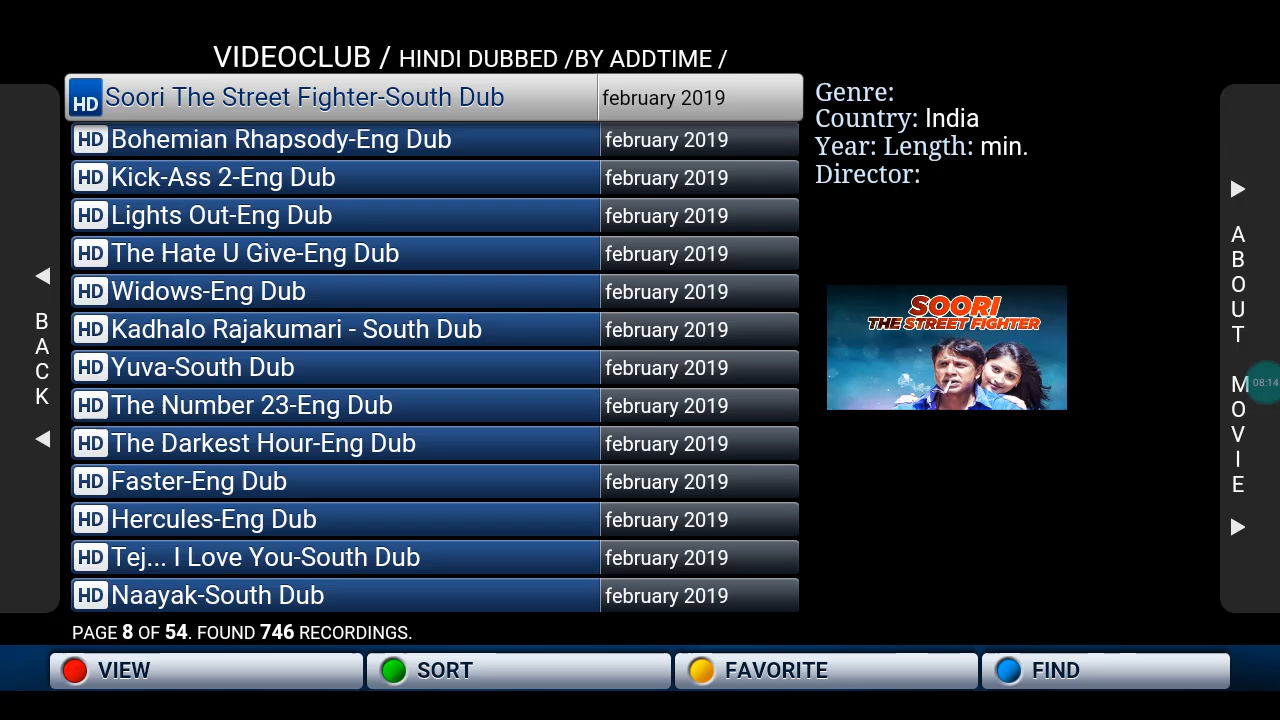 VIDEOCLUB / HINDI DUBBED /BY ADDTIME /
HD Soori The Street Fighter-South Dub february 2019
HD Bohemian Rhapsody-Eng Dub february 2019
HD Kick-Ass 2-Eng Dub february 2019
HD Lights Out-Eng Dub february 2019
HD The Hate U Give-Eng Dub february 2019
HD Widows-Eng Dub february 2019
HD Kadhalo Rajakumari - South Dub february 2019
HD Yuva-South Dub february 2019
HD The Number 23-Eng Dub february 2019
HD The Darkest Hour-Eng Dub february 2019
HD Faster-Eng Dub february 2019
HD Hercules-Eng Dub february 2019
HD Tej... I Love You-South Dub february 2019
HD Naayak-South Dub february 2019
Genre:
Country: India
Year: Length: min.
Director:
SOORI
THE STREET FIGHTER
BACK
ABOUT MOVIE
08:14
PAGE 8 OF 54. FOUND 746 RECORDINGS.
VIEW SORT FAVORITE FIND